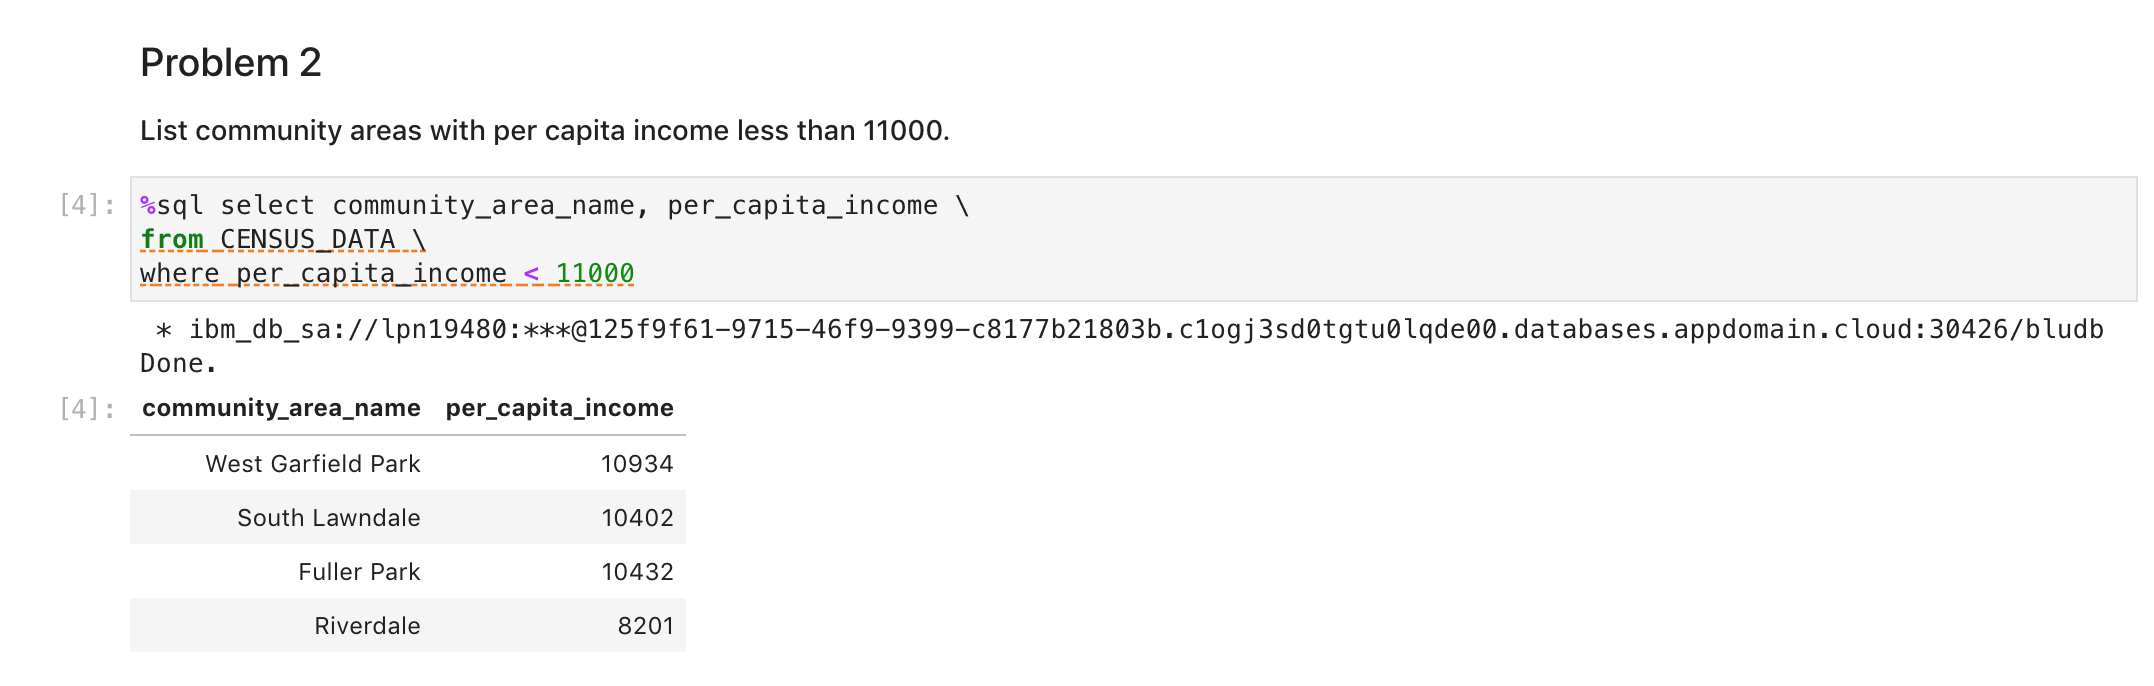 Problem 2
List community areas with per capita income less than 11000.
[4]: %sql select community_area_name, per_capita_income \
from CENSUS_DATA \
where per_capita_income < 11000
* ibm_db_sa://lpn19480:***@125f9f61-9715-46f9-9399-c8177b21803b.c1ogj3sd0tgtu0lqde00.databases.appdomain.cloud:30426/bludb
Done.
[4]: community_area_name per_capita_income
West Garfield Park 10934
South Lawndale 10402
Fuller Park 10432
Riverdale 8201